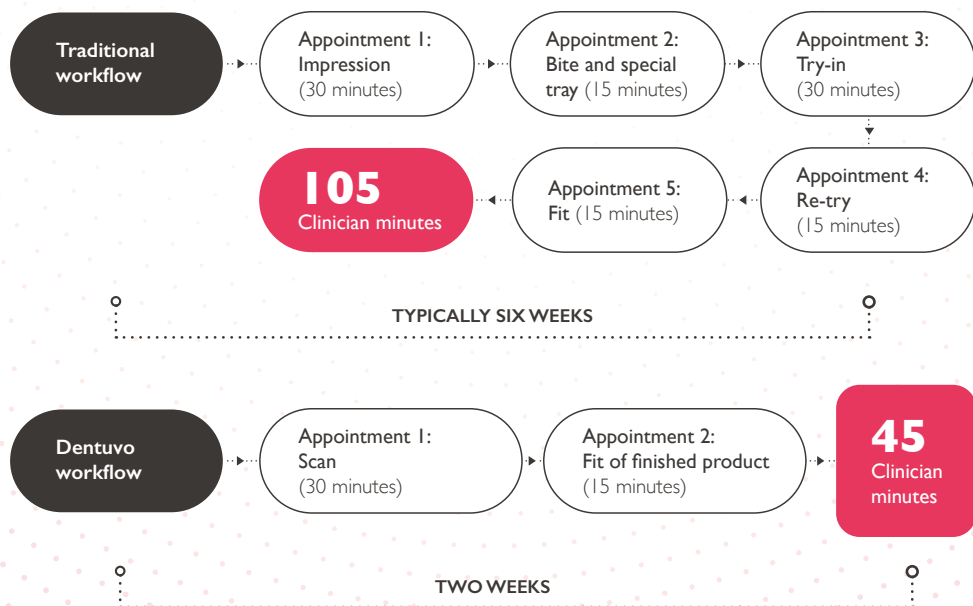 Traditional
workflow
Appointment 1:
Impression
(30 minutes)
Appointment 2:
Bite and special
tray (15 minutes)
Appointment 3:
Try-in
(30 minutes)
Appointment 4:
Re-try
(15 minutes)
Appointment 5:
Fit (15 minutes)
105
Clinician minutes
TYPICALLY SIX WEEKS
Dentuvo
workflow
Appointment 1:
Scan
(30 minutes)
Appointment 2:
Fit of finished product
(15 minutes)
45
Clinician
minutes
TWO WEEKS